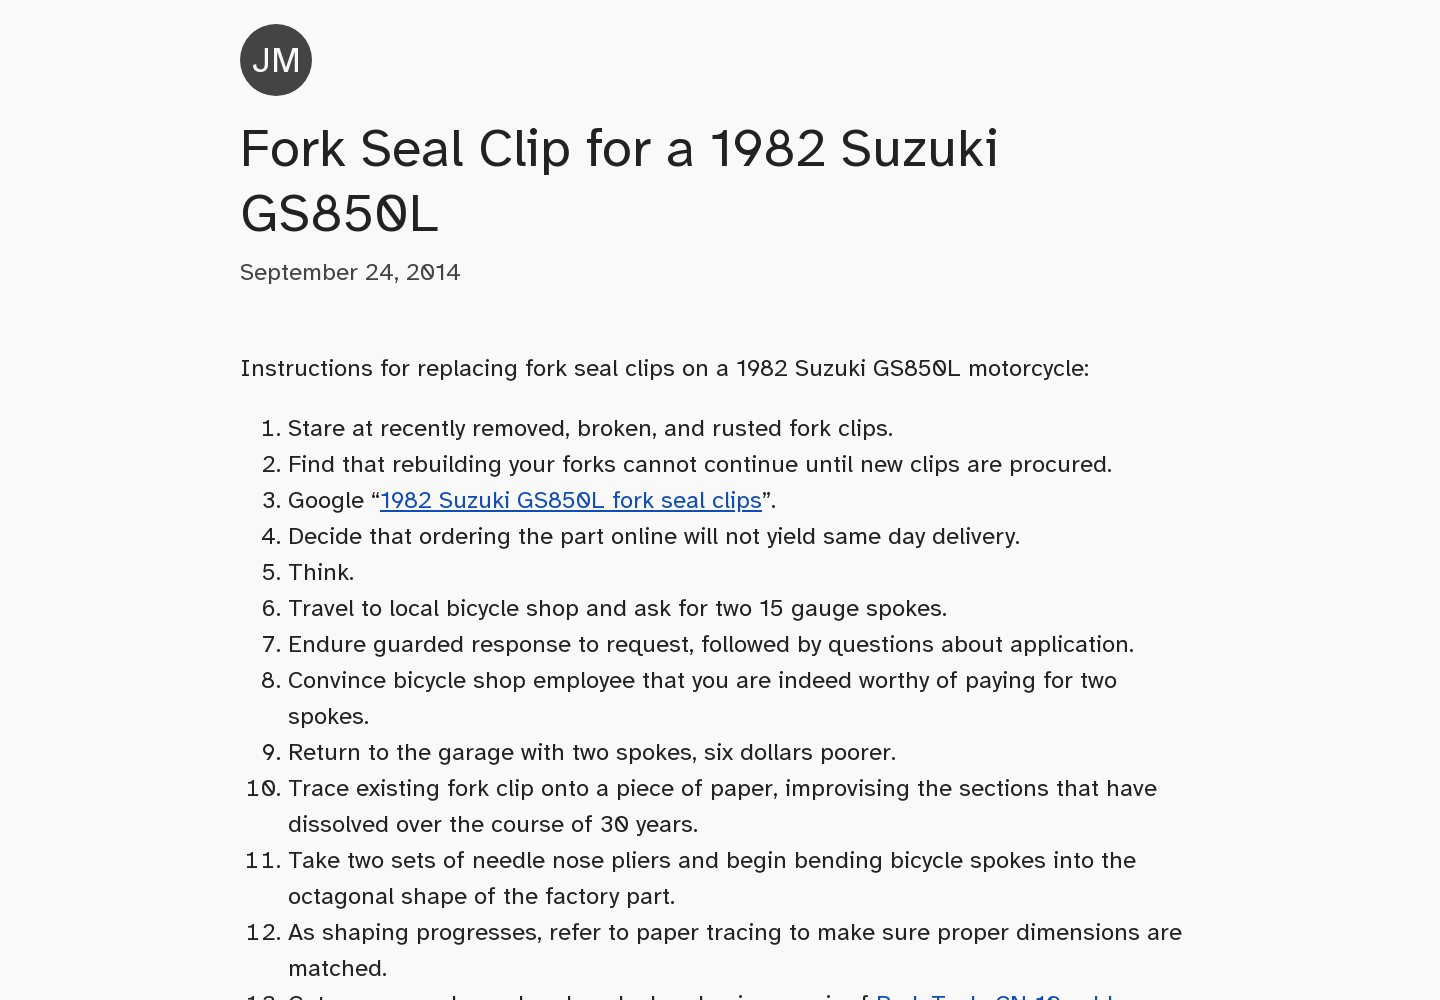 JM
Fork Seal Clip for a 1982 Suzuki
GS850L
September 24, 2014
Instructions for replacing fork seal clips on a 1982 Suzuki GS850L motorcycle:
1. Stare at recently removed, broken, and rusted fork clips.
2. Find that rebuilding your forks cannot continue until new clips are procured.
3. Google “1982 Suzuki GS850L fork seal clips”.
4. Decide that ordering the part online will not yield same day delivery.
5. Think.
6. Travel to local bicycle shop and ask for two 15 gauge spokes.
7. Endure guarded response to request, followed by questions about application.
8. Convince bicycle shop employee that you are indeed worthy of paying for two
spokes.
9. Return to the garage with two spokes, six dollars poorer.
10. Trace existing fork clip onto a piece of paper, improvising the sections that have
dissolved over the course of 30 years.
11. Take two sets of needle nose pliers and begin bending bicycle spokes into the
octagonal shape of the factory part.
12. As shaping progresses, refer to paper tracing to make sure proper dimensions are
matched.